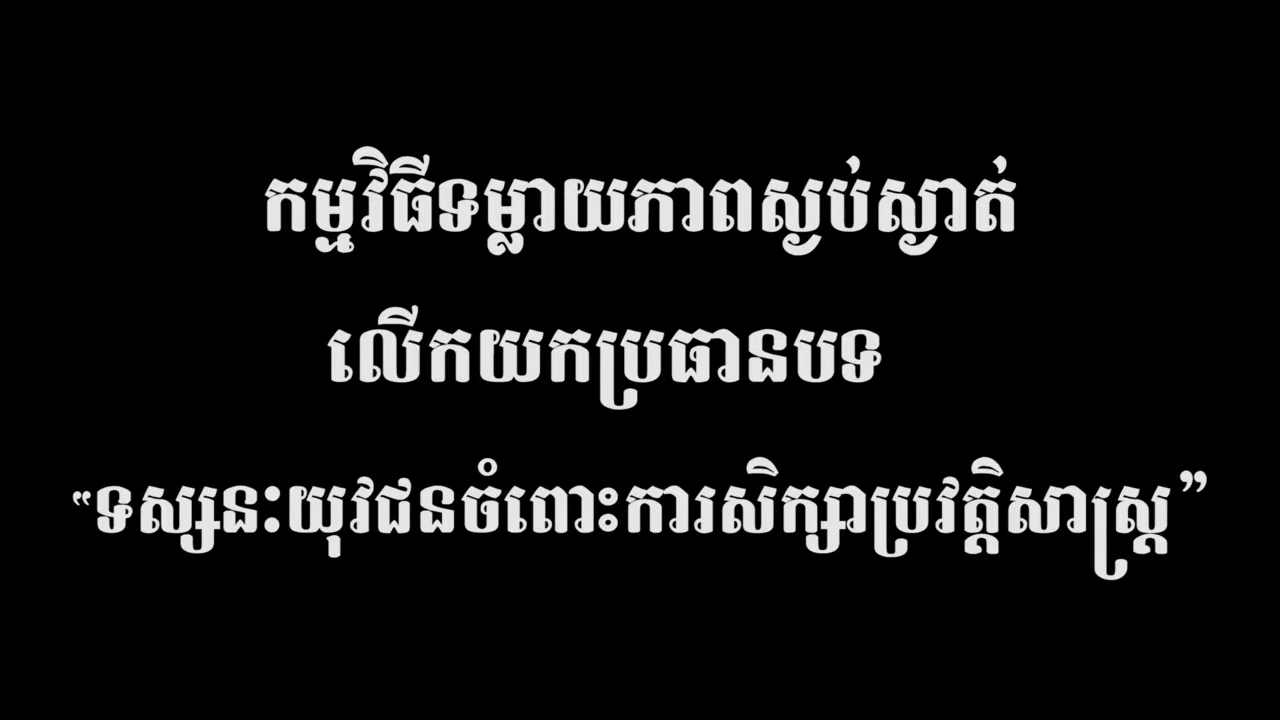 កម្មវិធីទម្លាយភាពស្ងប់ស្ងាត់
លើកយកប្រធានបទ
“ទស្សនៈយុវជនចំពោះការសិក្សាប្រវត្តិសាស្ត្រ”